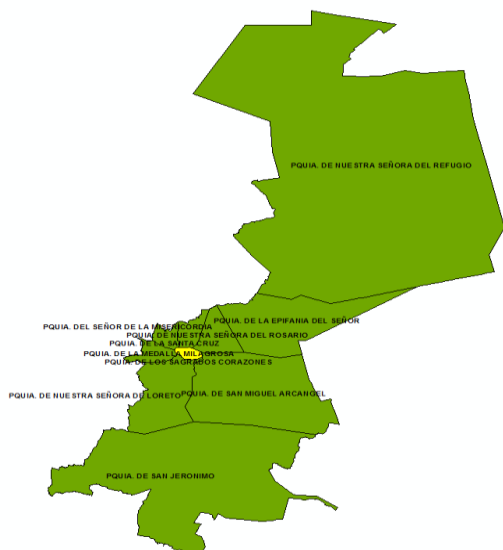 PQUIA. DE NUESTRA SEÑORA DEL REFUGIO
PQUIA. DE LA EPIFANIA DEL SEÑOR
PQUIA. DEL SEÑOR DE LA MISERICORDIA
PQUIA. DE NUESTRA SEÑORA DEL ROSARIO
PQUIA. DE LA SANTA CRUZ
PQUIA. DE LA MEDALLA MILAGROSA
PQUIA. DE LOS SAGRADOS CORAZONES
PQUIA. DE NUESTRA SEÑORA DE LORETO
PQUIA. DE SAN MIGUEL ARCANGEL
PQUIA. DE SAN JERONIMO